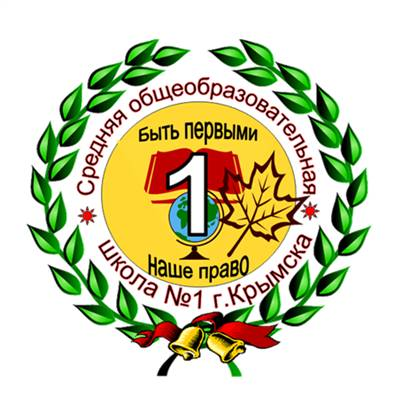 Средняя общеобразовательная
Быть первыми
1
Наше право
школа №1 г.Крымска